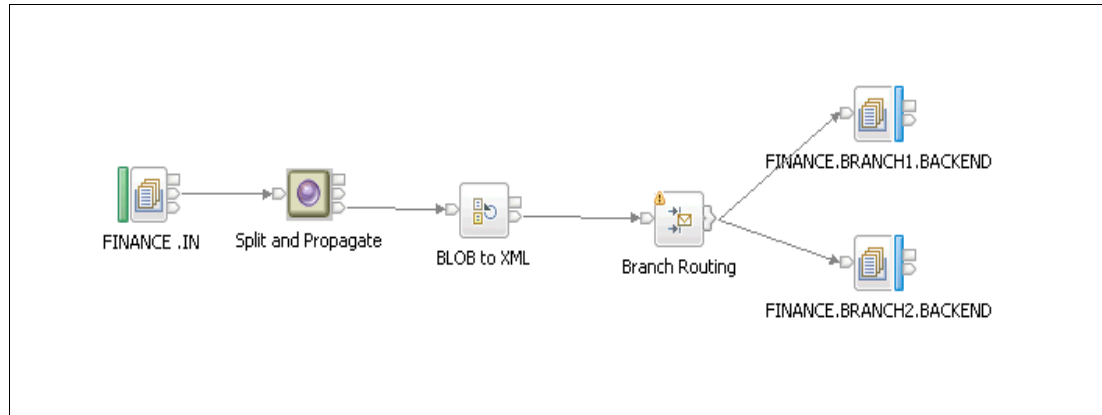 FINANCE .IN
Split and Propagate
BLOB to XML
Branch Routing
FINANCE.BRANCH1.BACKEND
FINANCE.BRANCH2.BACKEND